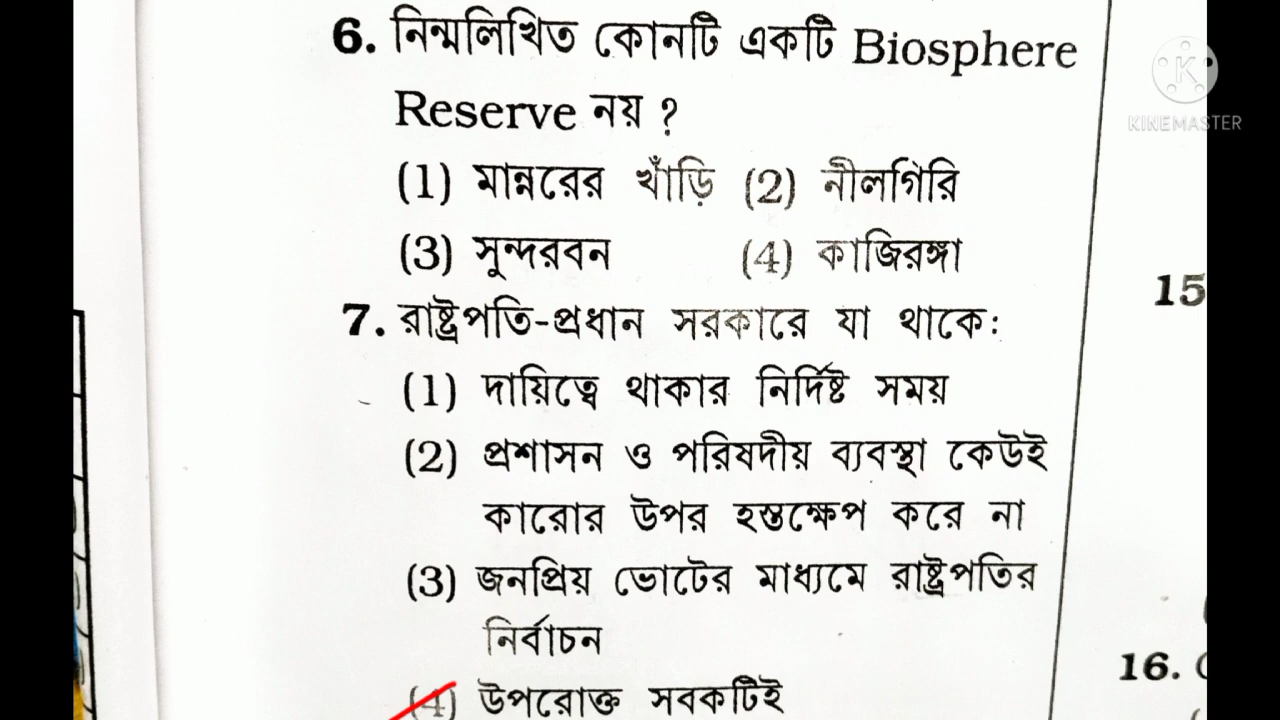 6. নিন্মলিখিত কোনটি একটি Biosphere
Reserve নয় ?
(1) মান্নরের খাঁড়ি (2) নীলগিরি
(3) সুন্দরবন (4) কাজিরঙ্গা
7. রাষ্ট্রপতি-প্রধান সরকারে যা থাকে:
(1) দায়িত্বে থাকার নির্দিষ্ট সময়
(2) প্রশাসন ও পরিষদীয় ব্যবস্থা কেউই
কারোর উপর হস্তক্ষেপ করে না
(3) জনপ্রিয় ভোটের মাধ্যমে রাষ্ট্রপতির
নির্বাচন
(4) উপরোক্ত সবকটিই
15
16.
K
KINEMASTER